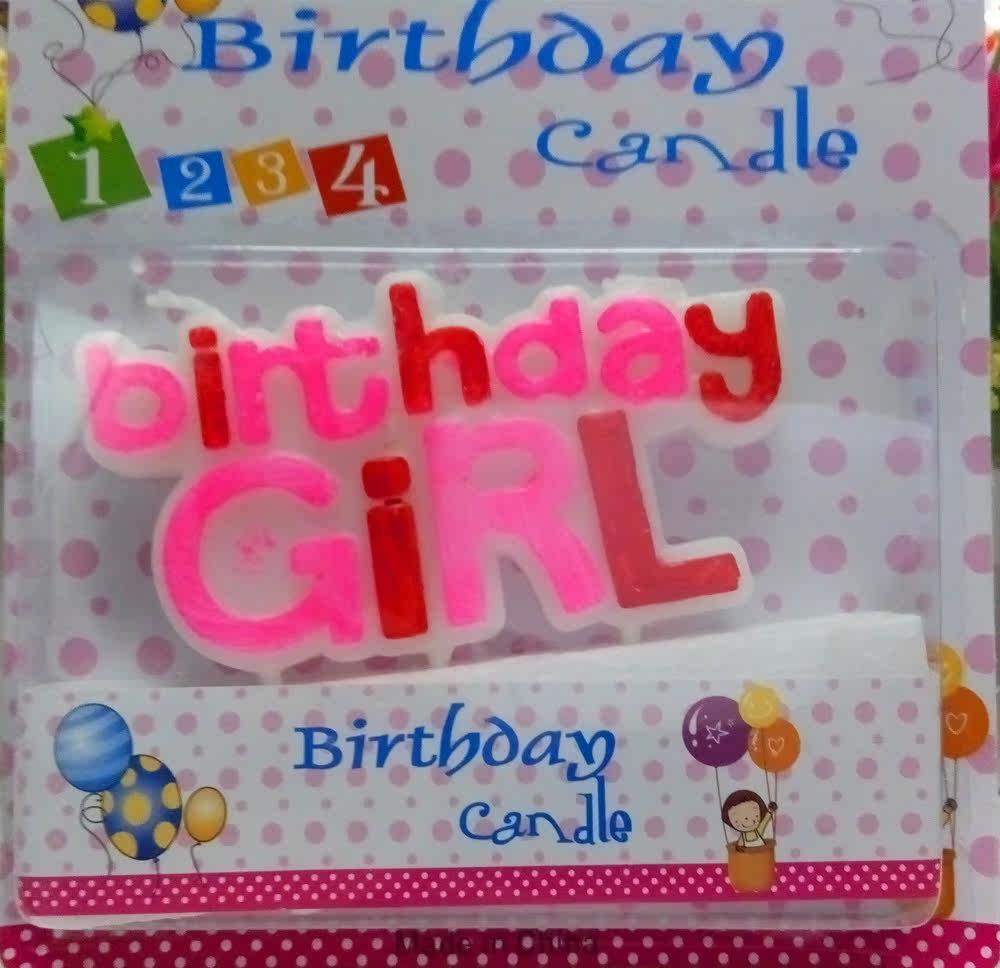 Birthday
Candle
1 2 3 4
birthday
GiRL
Birthday
Candle
Made in China